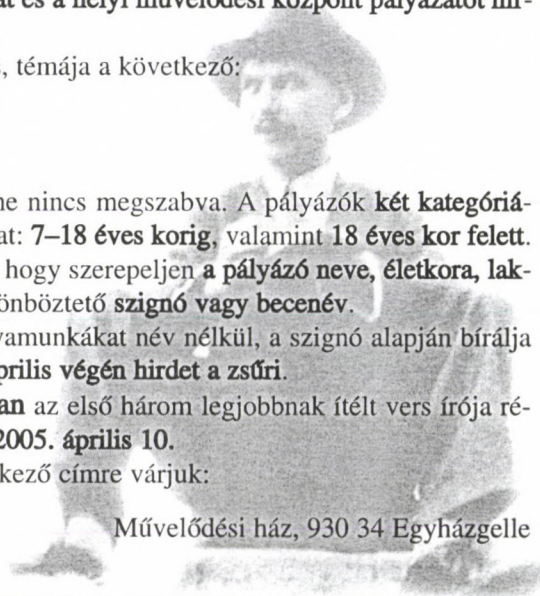 és a helyi művelődési központ pályázatot hir-
, témája a következő:
ne nincs megszabva. A pályázók két kategóriá-
at: 7–18 éves korig, valamint 18 éves kor felett.
hogy szerepeljen a pályázó neve, életkora, lak-
önböztető szignó vagy becenév.
yamunkákat név nélkül, a szignó alapján bírálja
prilis végén hirdet a zsűri.
an az első három legjobbnak ítélt vers írója ré-
2005. április 10.
kező címre várjuk:
Művelődési ház, 930 34 Egyházgelle